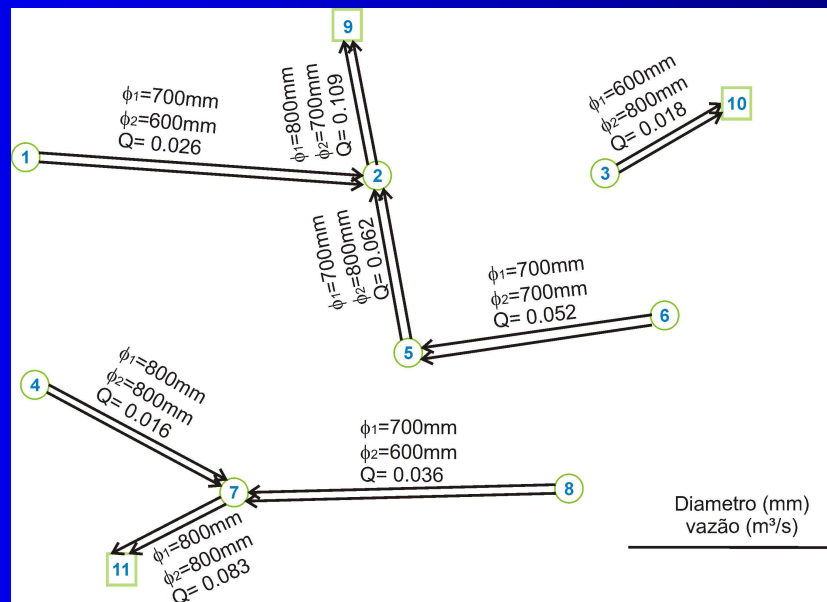 9
ϕ1=800mm
ϕ2=700mm
Q= 0.109
ϕ1=700mm
ϕ2=600mm
Q= 0.026
1
2
ϕ1=600mm
ϕ2=800mm
Q= 0.018
10
3
ϕ1=700mm
ϕ2=800mm
Q= 0.062
ϕ1=700mm
ϕ2=700mm
Q= 0.052
6
5
4
ϕ1=800mm
ϕ2=800mm
Q= 0.016
ϕ1=700mm
ϕ2=600mm
Q= 0.036
7
8
ϕ1=800mm
ϕ2=800mm
Q= 0.083
11
Diametro (mm)
vazão (m³/s)